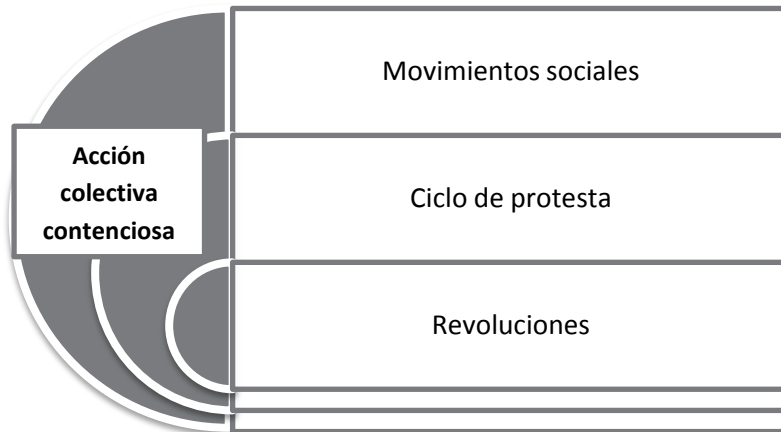 Movimientos sociales
Acción
colectiva
contenciosa
Ciclo de protesta
Revoluciones